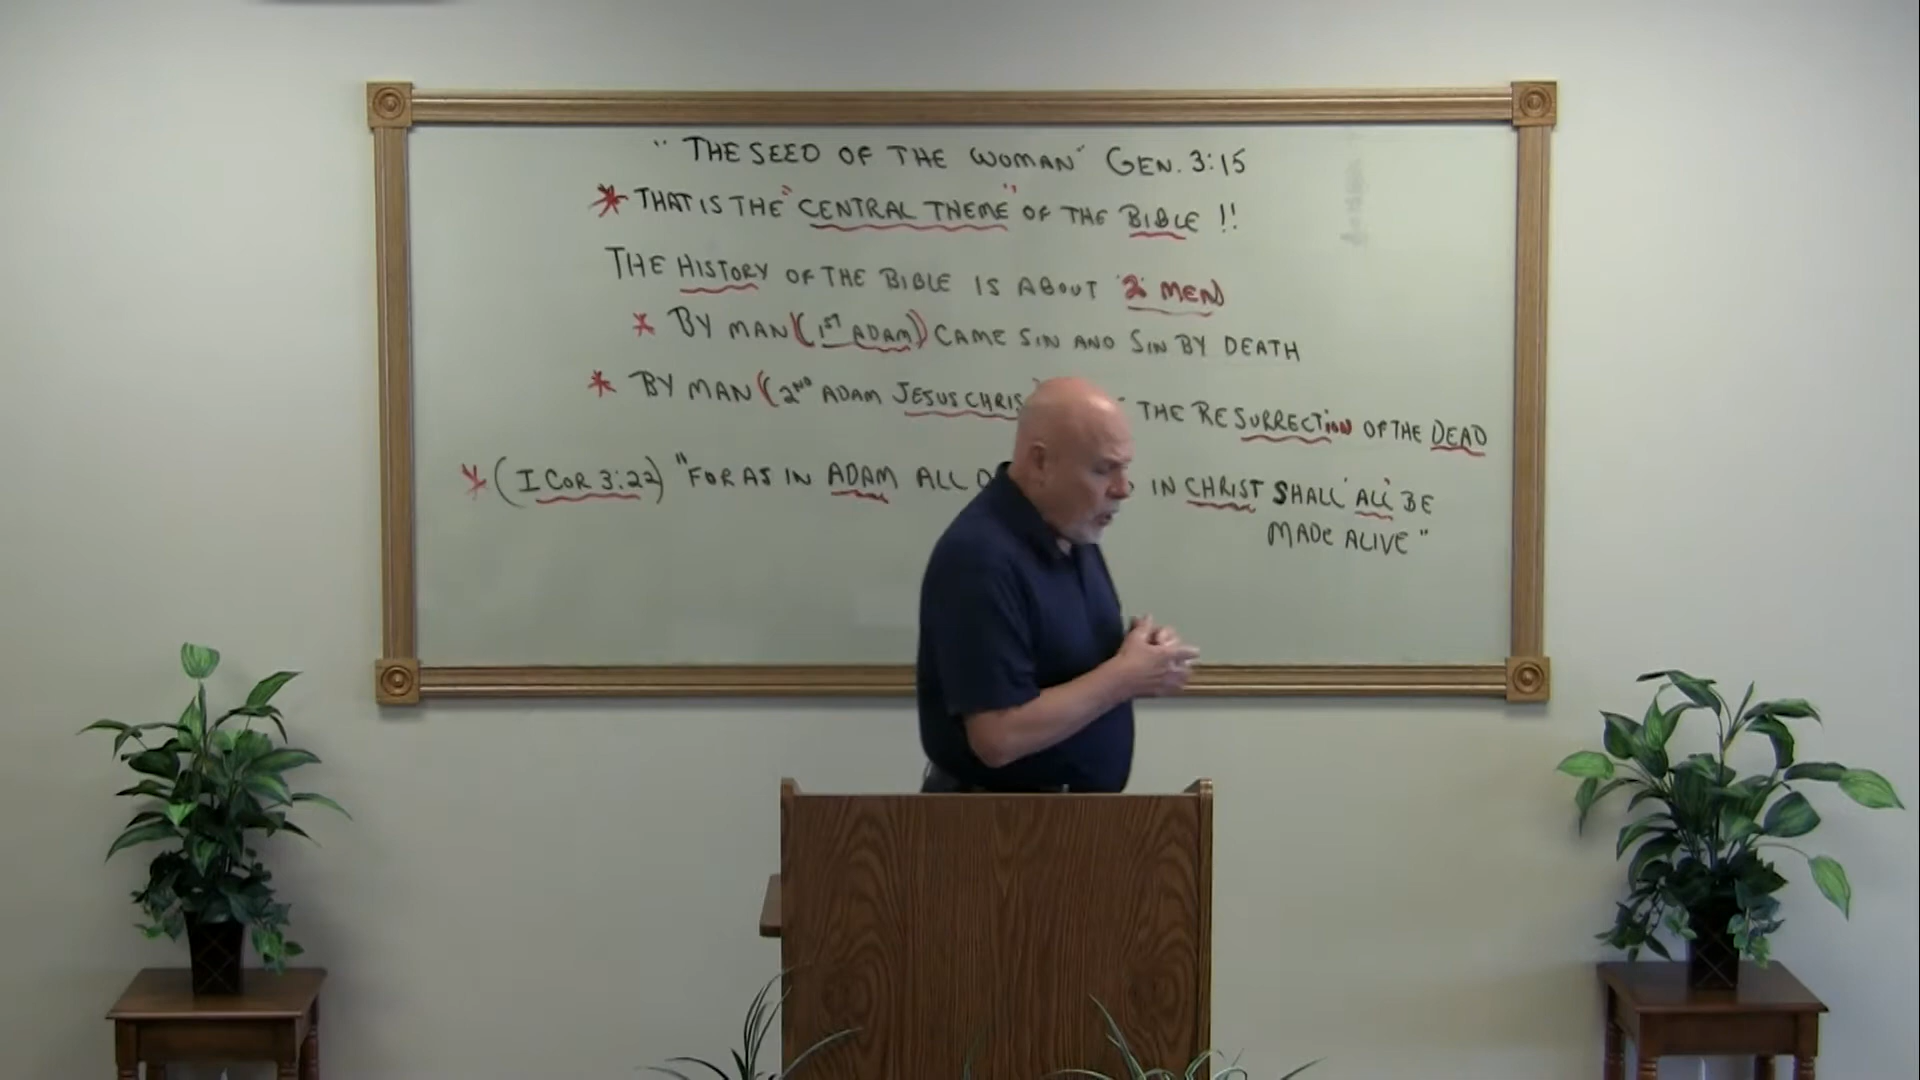 "THE SEED OF THE WOMAN" GEN. 3:15
* THAT IS THE "CENTRAL THEME" OF THE BIBLE !!
THE HISTORY OF THE BIBLE IS ABOUT "2" MEN
* BY MAN (1ST ADAM) CAME SIN AND SIN BY DEATH
* BY MAN (2ND ADAM JESUS CHRIS THE RESURRECTION OF THE DEAD
* (I COR 3:22) "FOR AS IN ADAM ALL IN CHRIST SHALL "ALL" BE
MADE ALIVE"